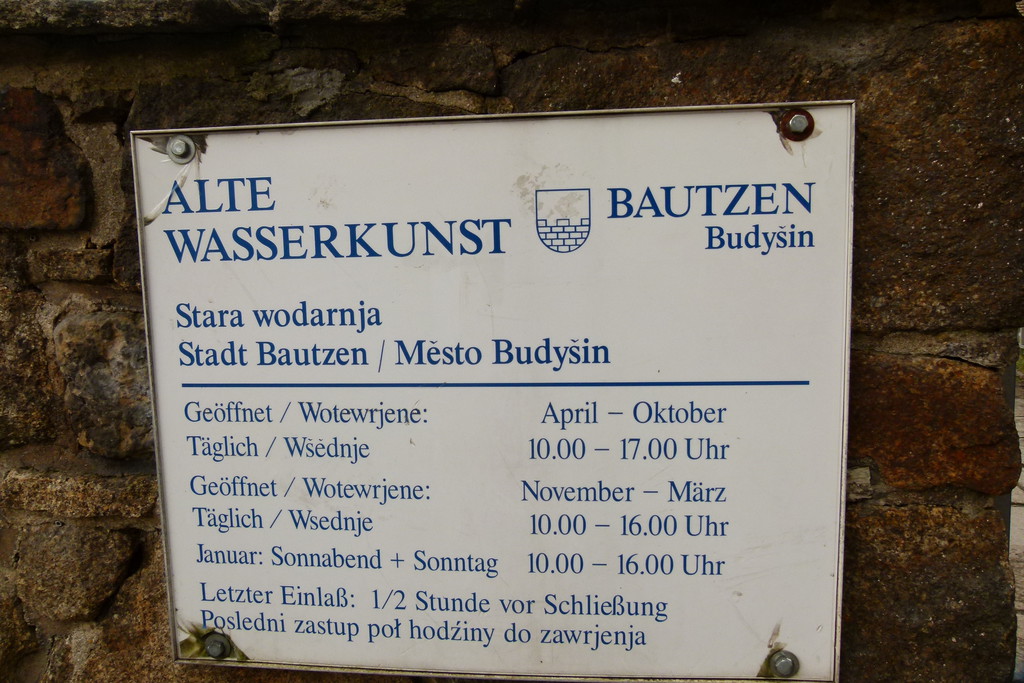 ALTE
WASSERKUNST
BAUTZEN
Budyšin
Stara wodarnja
Stadt Bautzen / Město Budyšin
Geöffnet / Wotewrjene: April – Oktober
Täglich / Wšědnje 10.00 – 17.00 Uhr
Geöffnet / Wotewrjene: November – März
Täglich / Wsednje 10.00 – 16.00 Uhr
Januar: Sonnabend + Sonntag 10.00 – 16.00 Uhr
Letzter Einlaß: 1/2 Stunde vor Schließung
Posledni zastup poł hodźiny do zawrjenja